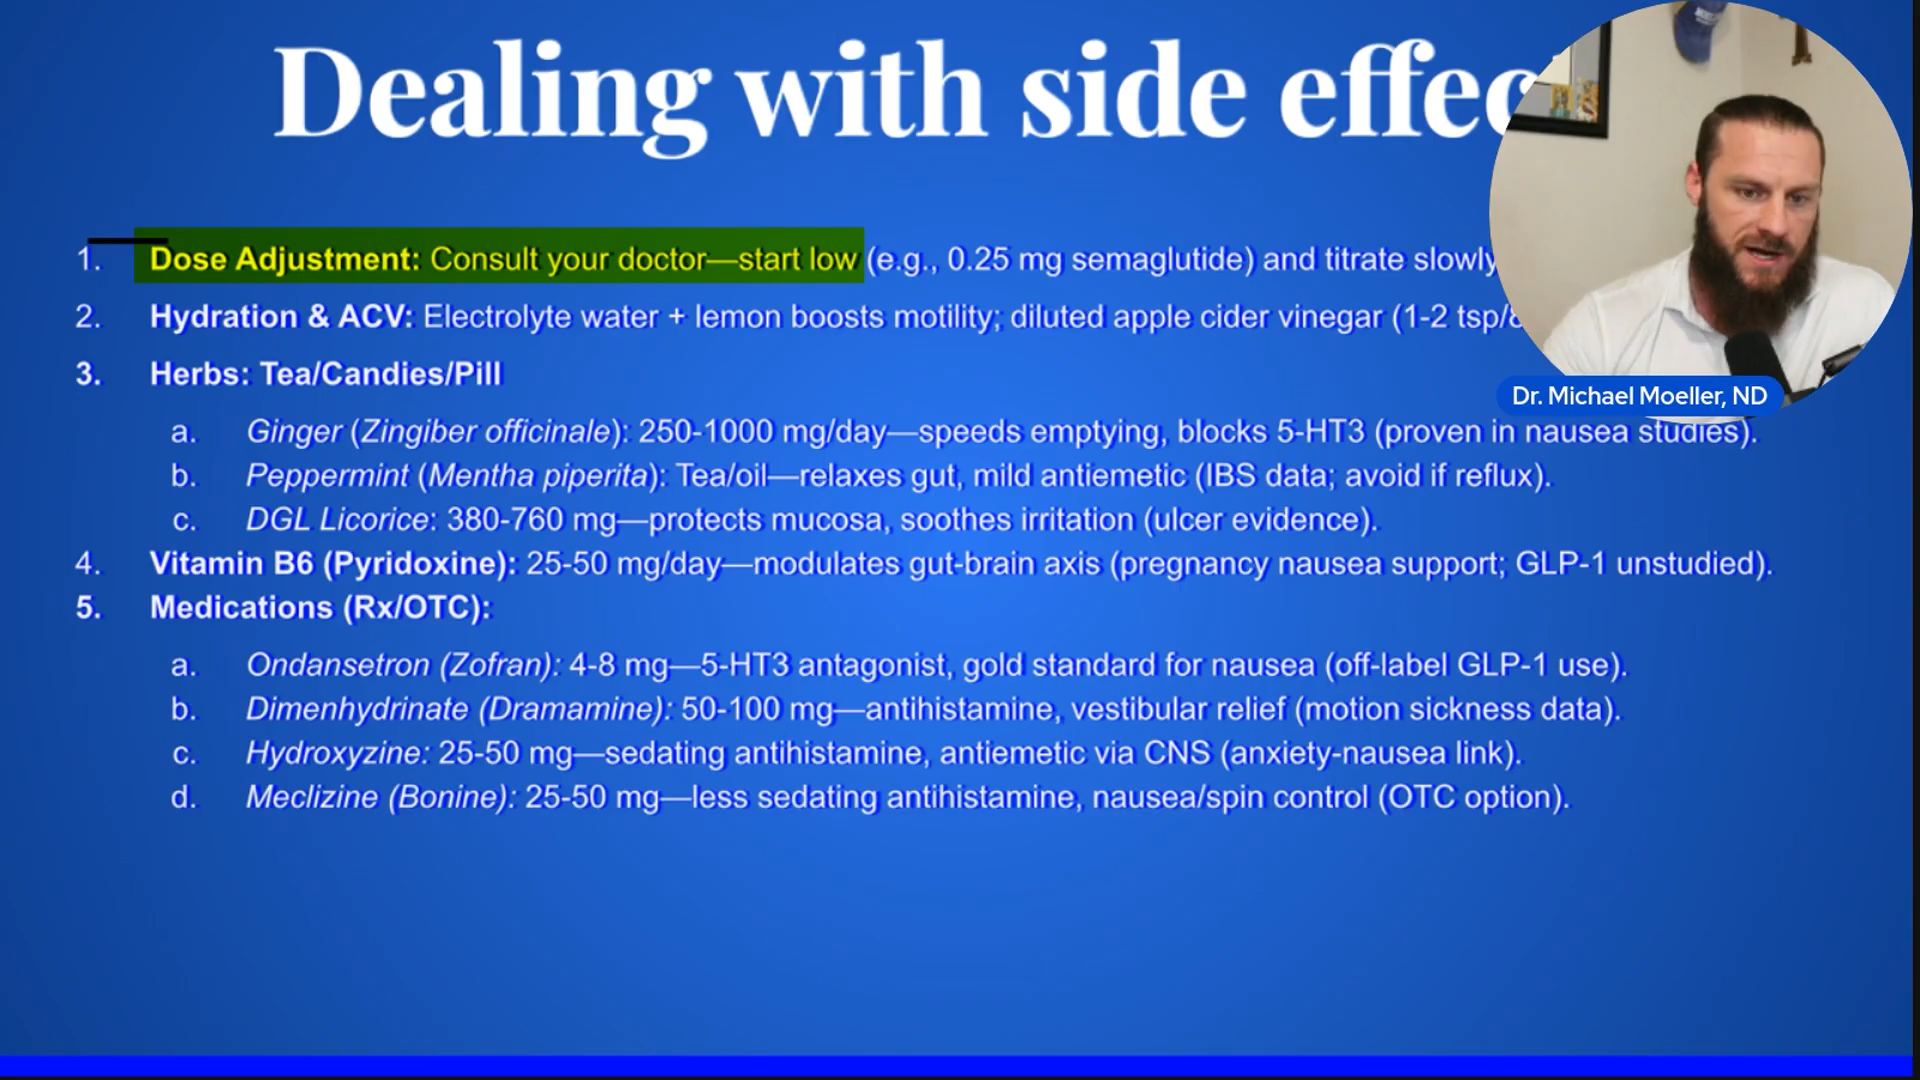 Dealing with side effec
1. Dose Adjustment: Consult your doctor—start low (e.g., 0.25 mg semaglutide) and titrate slowly
2. Hydration & ACV: Electrolyte water + lemon boosts motility; diluted apple cider vinegar (1-2 tsp/8
3. Herbs: Tea/Candies/Pill
Dr. Michael Moeller, ND
a. Ginger (Zingiber officinale): 250-1000 mg/day—speeds emptying, blocks 5-HT3 (proven in nausea studies).
b. Peppermint (Mentha piperita): Tea/oil—relaxes gut, mild antiemetic (IBS data; avoid if reflux).
c. DGL Licorice: 380-760 mg—protects mucosa, soothes irritation (ulcer evidence).
4. Vitamin B6 (Pyridoxine): 25-50 mg/day—modulates gut-brain axis (pregnancy nausea support; GLP-1 unstudied).
5. Medications (Rx/OTC):
a. Ondansetron (Zofran): 4-8 mg—5-HT3 antagonist, gold standard for nausea (off-label GLP-1 use).
b. Dimenhydrinate (Dramamine): 50-100 mg—antihistamine, vestibular relief (motion sickness data).
c. Hydroxyzine: 25-50 mg—sedating antihistamine, antiemetic via CNS (anxiety-nausea link).
d. Meclizine (Bonine): 25-50 mg—less sedating antihistamine, nausea/spin control (OTC option).